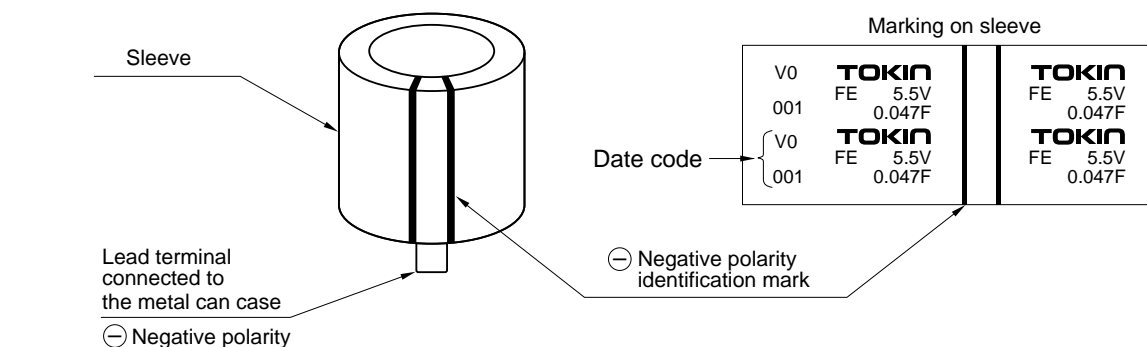 Sleeve
Lead terminal
connected to
the metal can case
⊖ Negative polarity
Marking on sleeve
V0 TOKIN TOKIN
FE 5.5V FE 5.5V
001 0.047F 0.047F
V0 TOKIN TOKIN
Date code FE 5.5V FE 5.5V
001 0.047F 0.047F
⊖ Negative polarity
identification mark